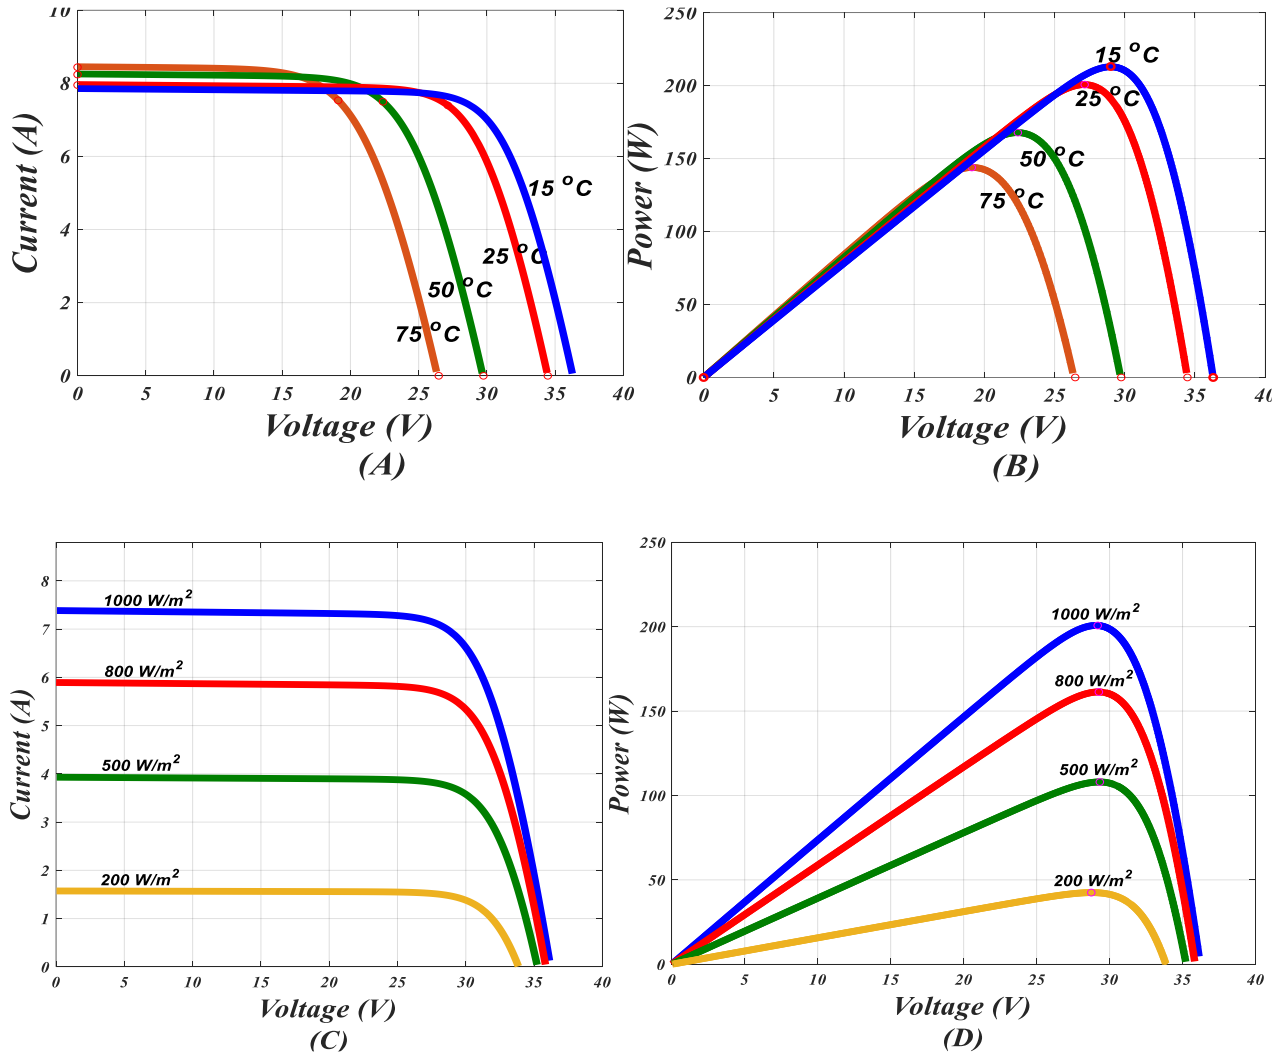 10
8
6
4
2
0
0 5 10 15 20 25 30 35 40
Current (A)
Voltage (V)
(A)
15 °C
25 °C
50 °C
75 °C
250
200
150
100
50
0
0 5 10 15 20 25 30 35 40
Power (W)
Voltage (V)
(B)
15 °C
25 °C
50 °C
75 °C
8
7
6
5
4
3
2
1
0
0 5 10 15 20 25 30 35 40
Current (A)
Voltage (V)
(C)
1000 W/m²
800 W/m²
500 W/m²
200 W/m²
250
200
150
100
50
0
0 5 10 15 20 25 30 35 40
Power (W)
Voltage (V)
(D)
1000 W/m²
800 W/m²
500 W/m²
200 W/m²